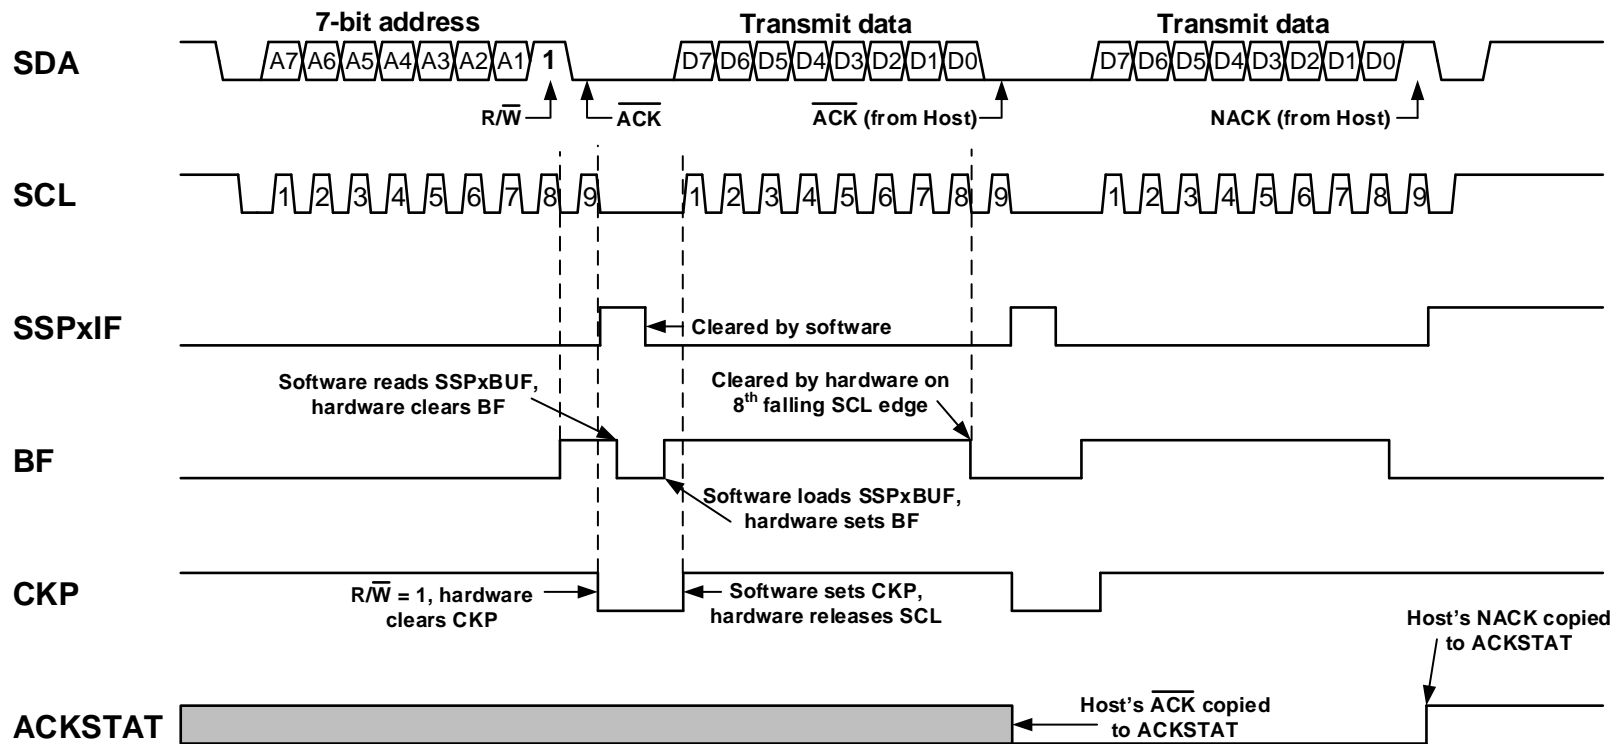 7-bit address
Transmit data
Transmit data
SDA
A7 A6 A5 A4 A3 A2 A1 1
D7 D6 D5 D4 D3 D2 D1 D0
D7 D6 D5 D4 D3 D2 D1 D0
R/W̅
A̅C̅K̅
A̅C̅K̅ (from Host)
NACK (from Host)
SCL
1 2 3 4 5 6 7 8 9
1 2 3 4 5 6 7 8 9
1 2 3 4 5 6 7 8 9
SSPxIF
Cleared by software
Software reads SSPxBUF,
hardware clears BF
Cleared by hardware on
8th falling SCL edge
BF
Software loads SSPxBUF,
hardware sets BF
CKP
R/W̅ = 1, hardware
clears CKP
Software sets CKP,
hardware releases SCL
Host's NACK copied
to ACKSTAT
ACKSTAT
Host's A̅C̅K̅ copied
to ACKSTAT